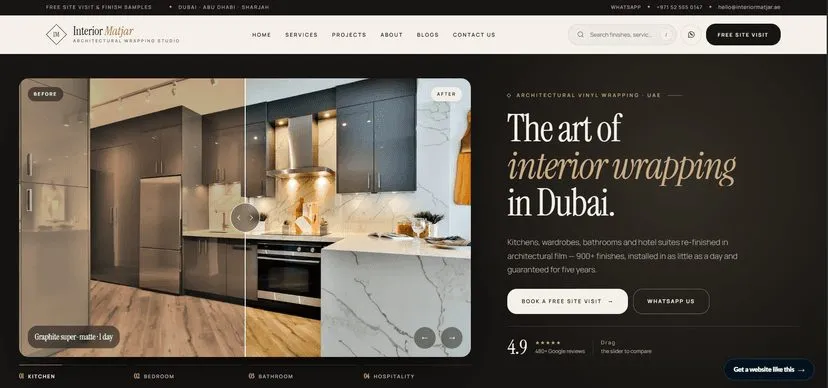 FREE SITE VISIT & FINISH SAMPLES • DUBAI · ABU DHABI · SHARJAH
WHATSAPP • +971 52 555 0147 • hello@interiormatjar.ae
IM
Interior Matjar
ARCHITECTURAL WRAPPING STUDIO
HOME SERVICES PROJECTS ABOUT BLOGS CONTACT US
Search finishes, servic... /
FREE SITE VISIT
BEFORE
AFTER
ARCHITECTURAL VINYL WRAPPING · UAE
The art of
interior wrapping
in Dubai.
Kitchens, wardrobes, bathrooms and hotel suites re-finished in
architectural film — 900+ finishes, installed in as little as a day and
guaranteed for five years.
BOOK A FREE SITE VISIT →
WHATSAPP US
Graphite super-matte · 1 day
← →
4.9
★★★★★
480+ Google reviews
Drag
the slider to compare
01 KITCHEN
02 BEDROOM
03 BATHROOM
04 HOSPITALITY
Get a website like this →